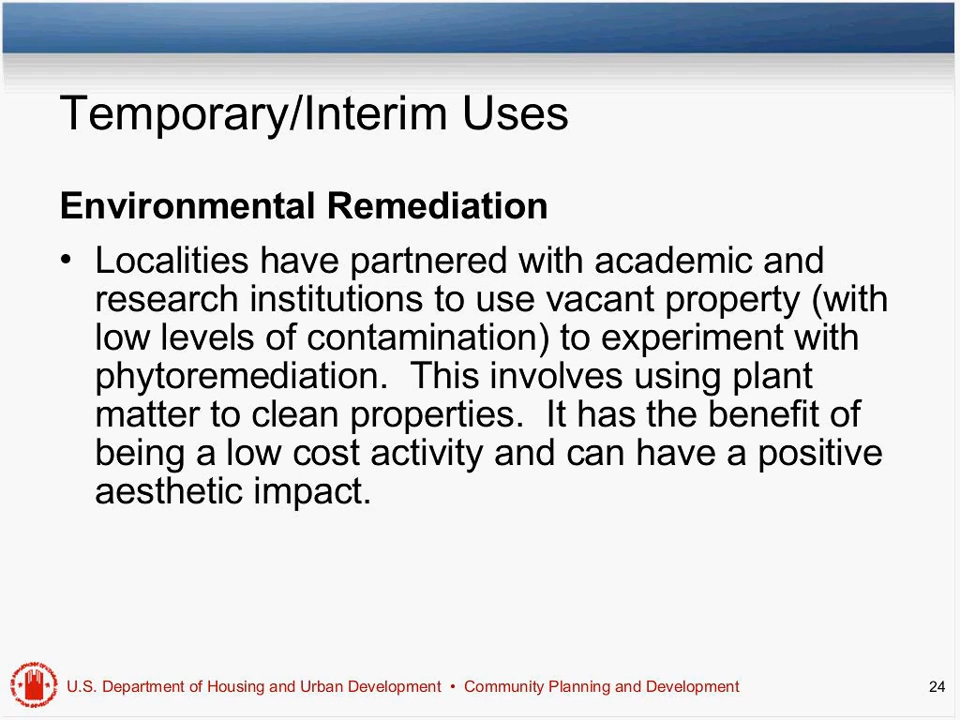 Temporary/Interim Uses
Environmental Remediation
• Localities have partnered with academic and
research institutions to use vacant property (with
low levels of contamination) to experiment with
phytoremediation.  This involves using plant
matter to clean properties.  It has the benefit of
being a low cost activity and can have a positive
aesthetic impact.
U.S. Department of Housing and Urban Development • Community Planning and Development 24